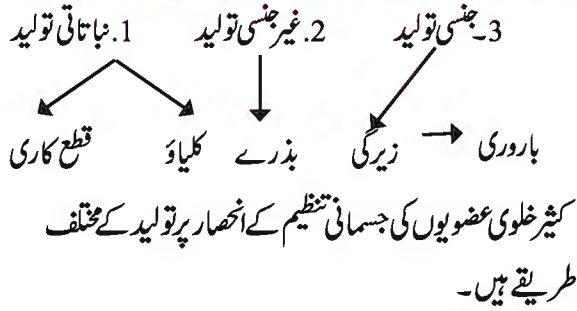 1. نباتاتی تولید 2. غیر جنسی تولید 3۔ جنسی تولید
قطع کاری کلیاؤ بذرے زیرگی باروری
کثیر خلوی عضویوں کی جسمانی تنظیم کے انحصار پر تولید کے مختلف
طریقے ہیں۔